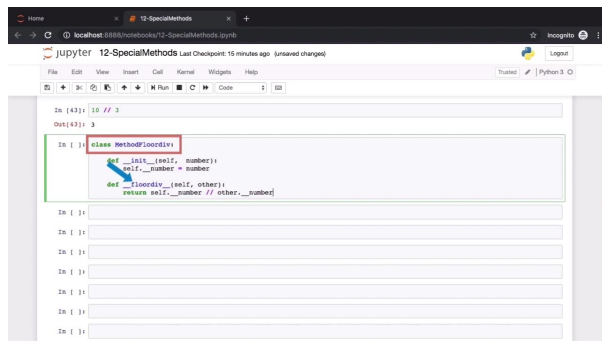 Home
12-SpecialMethods
localhost:8888/notebooks/12-SpecialMethods.ipynb
Incognito
jupyter 12-SpecialMethods Last Checkpoint: 15 minutes ago (unsaved changes)
Logout
File Edit View Insert Cell Kernel Widgets Help
Trusted
Python 3
Run
Code
In [43]: 10 // 3
Out[43]: 3
In [ ]: class MethodFloordiv:
def __init__(self, number):
self.__number = number
def __floordiv__(self, other):
return self.__number // other.__number
In [ ]:
In [ ]:
In [ ]:
In [ ]:
In [ ]:
In [ ]:
In [ ]: